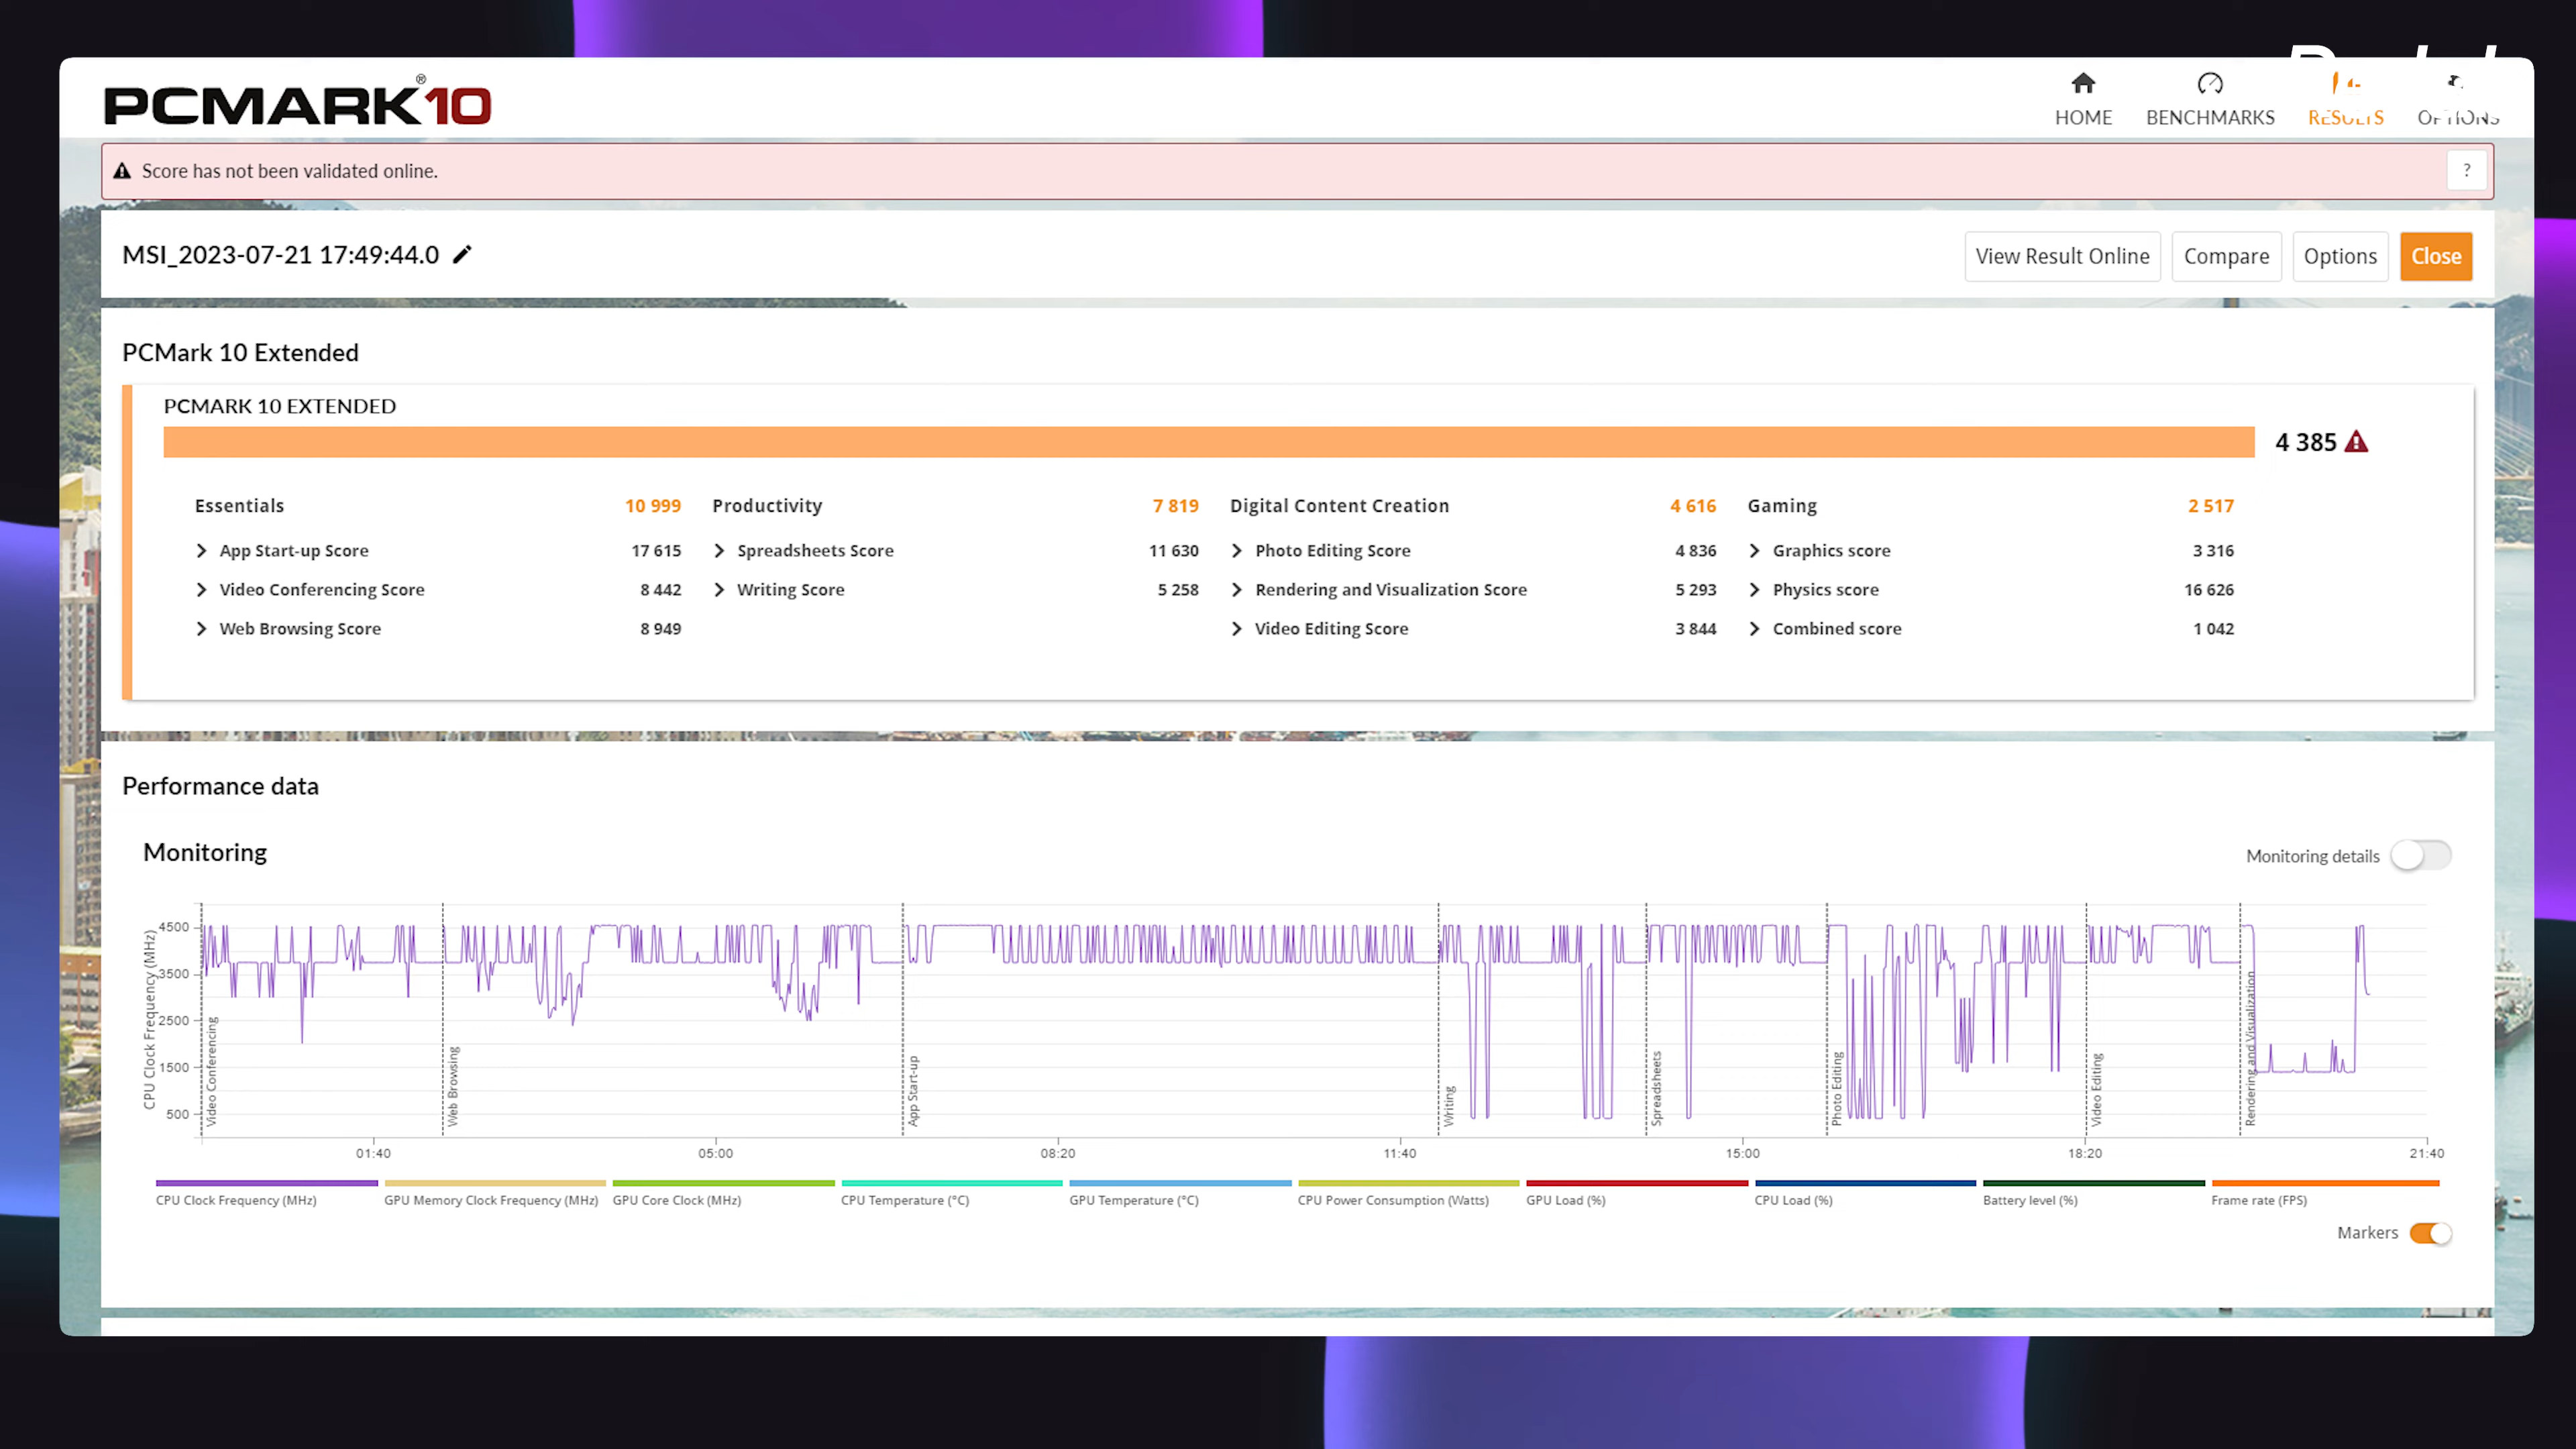 PCMARK®10
HOME
BENCHMARKS
RESULTS
OPTIONS
Score has not been validated online.
?
MSI_2023-07-21 17:49:44.0
View Result Online
Compare
Options
Close
PCMark 10 Extended
PCMARK 10 EXTENDED
4 385
Essentials 10 999
App Start-up Score 17 615
Video Conferencing Score 8 442
Web Browsing Score 8 949
Productivity 7 819
Spreadsheets Score 11 630
Writing Score 5 258
Digital Content Creation 4 616
Photo Editing Score 4 836
Rendering and Visualization Score 5 293
Video Editing Score 3 844
Gaming 2 517
Graphics score 3 316
Physics score 16 626
Combined score 1 042
Performance data
Monitoring
Monitoring details
CPU Clock Frequency (MHz)
4500
3500
2500
1500
500
Video Conferencing
Web Browsing
App Start-up
Writing
Spreadsheets
Photo Editing
Video Editing
Rendering and Visualization
01:40
05:00
08:20
11:40
15:00
18:20
21:40
CPU Clock Frequency (MHz)
GPU Memory Clock Frequency (MHz)
GPU Core Clock (MHz)
CPU Temperature (°C)
GPU Temperature (°C)
CPU Power Consumption (Watts)
GPU Load (%)
CPU Load (%)
Battery level (%)
Frame rate (FPS)
Markers